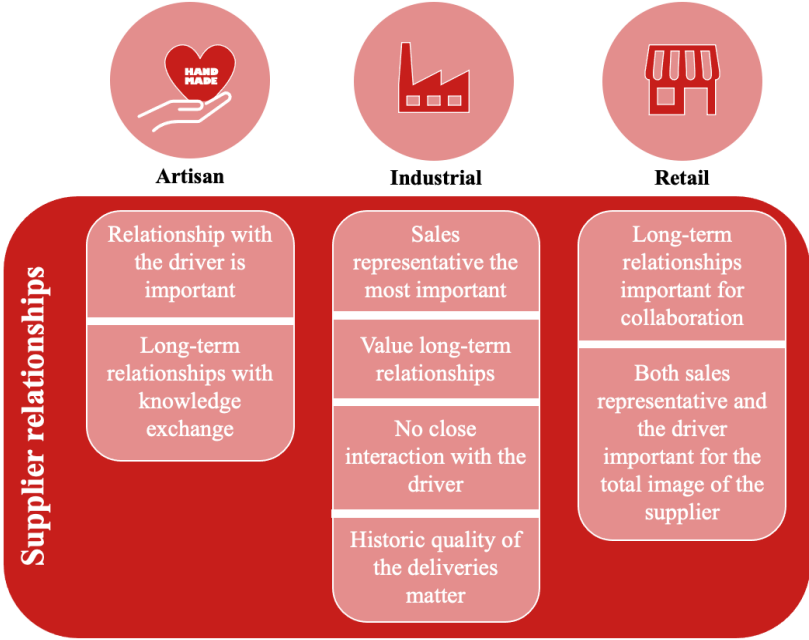 HAND
MADE
Artisan
Industrial
Retail
Supplier relationships
Relationship with
the driver is
important
Long-term
relationships with
knowledge
exchange
Sales
representative the
most important
Value long-term
relationships
No close
interaction with the
driver
Historic quality of
the deliveries
matter
Long-term
relationships
important for
collaboration
Both sales
representative and
the driver
important for the
total image of the
supplier